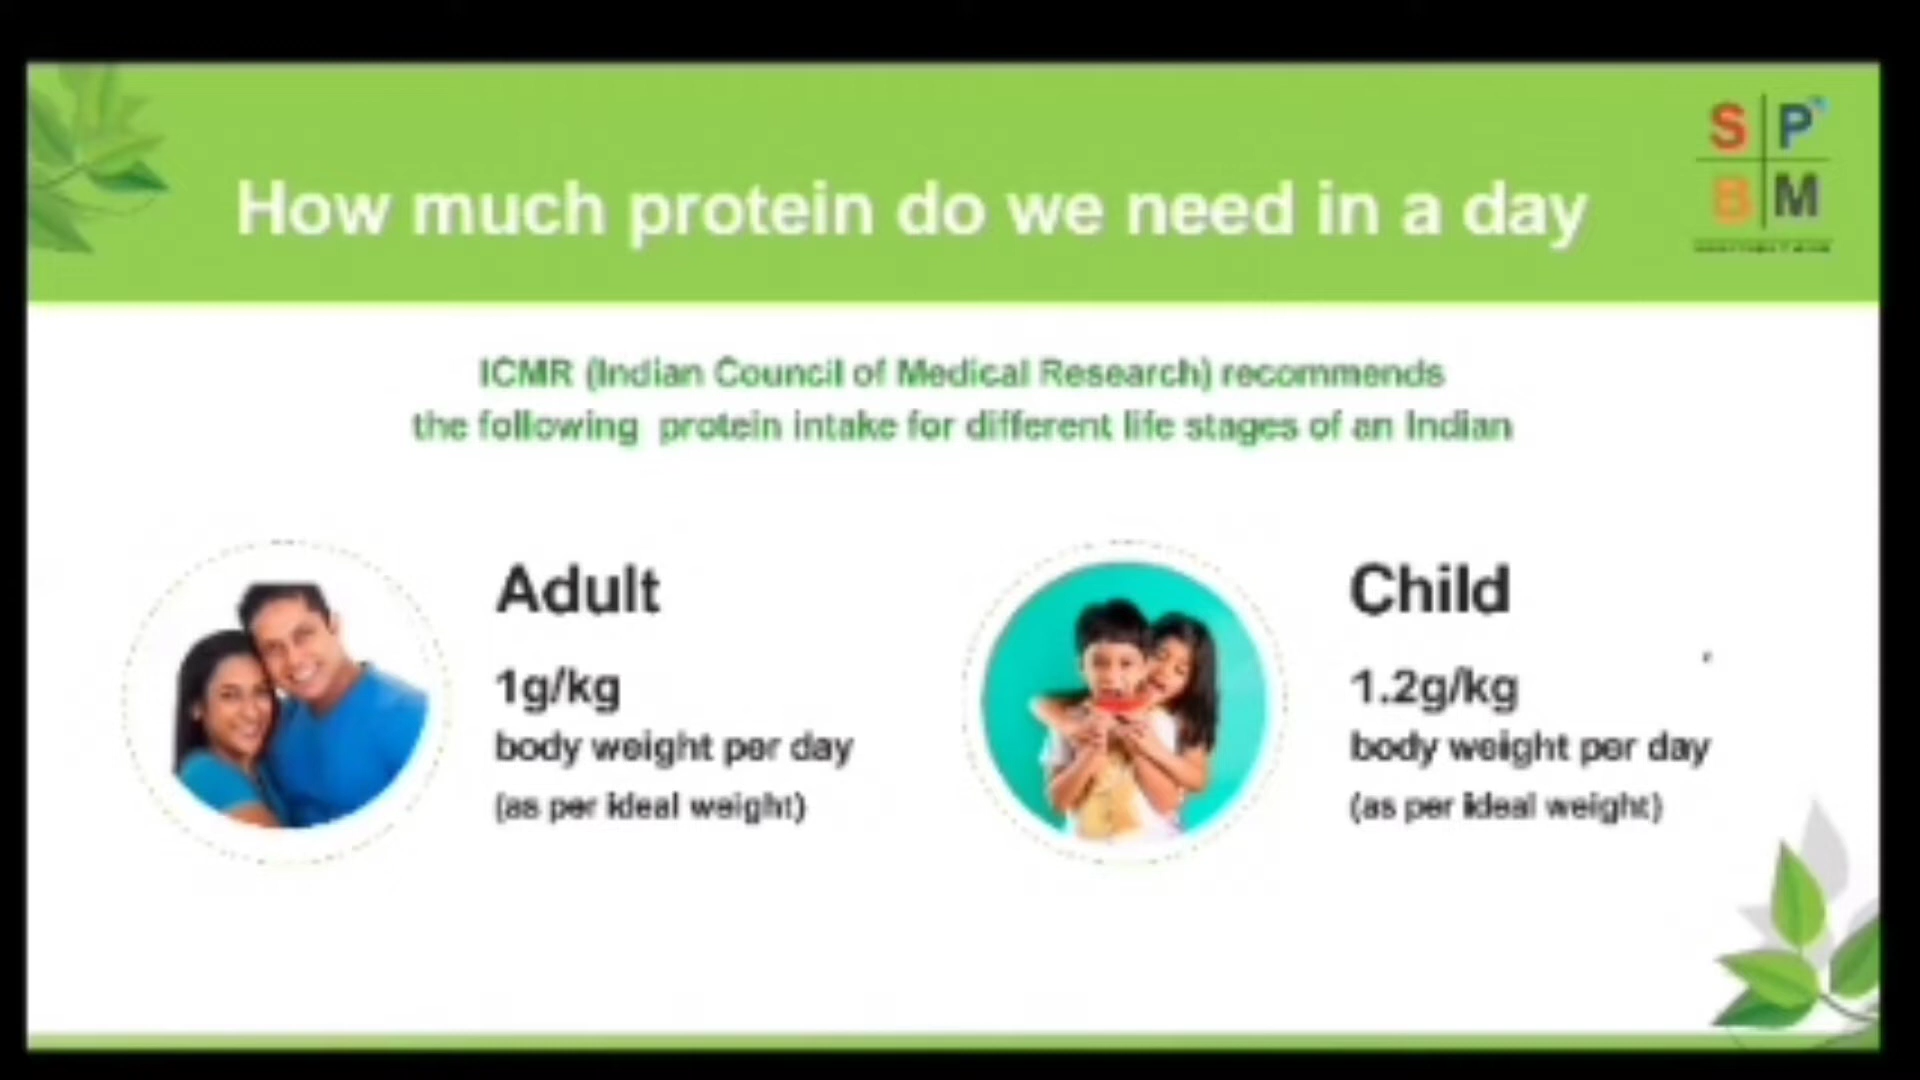 S P
B M
How much protein do we need in a day
ICMR (Indian Council of Medical Research) recommends
the following protein intake for different life stages of an Indian
Adult
1g/kg
body weight per day
(as per ideal weight)
Child
1.2g/kg
body weight per day
(as per ideal weight)